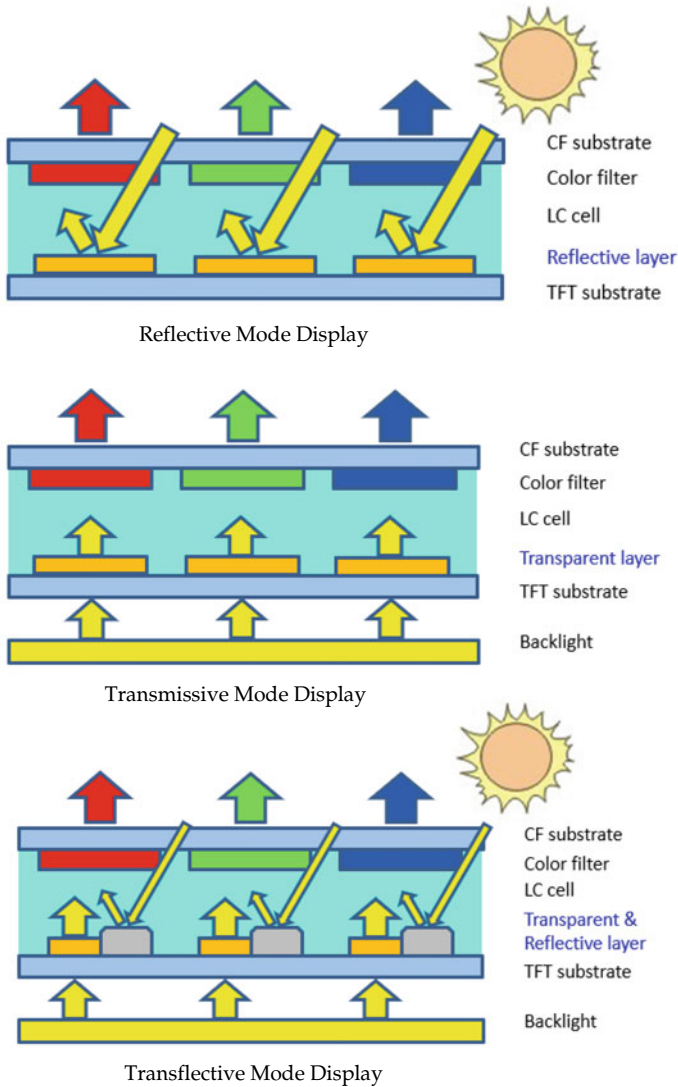 CF substrate
Color filter
LC cell
Reflective layer
TFT substrate
Reflective Mode Display
CF substrate
Color filter
LC cell
Transparent layer
TFT substrate
Backlight
Transmissive Mode Display
CF substrate
Color filter
LC cell
Transparent &
Reflective layer
TFT substrate
Backlight
Transflective Mode Display